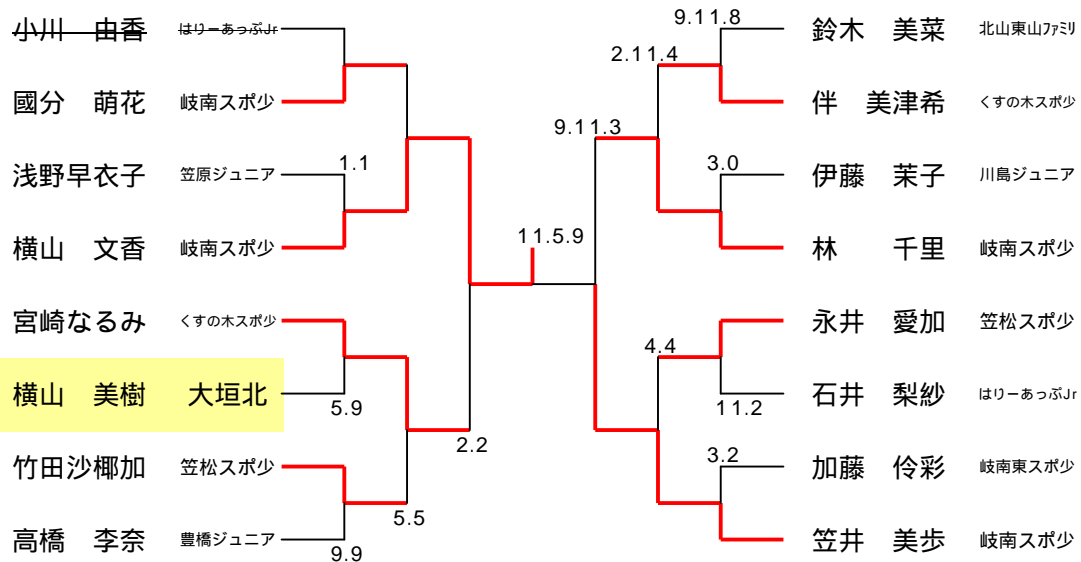 小川　由香 はりーあっぷJr
國分　萌花 岐南スポ少
浅野早衣子 笠原ジュニア
1.1
横山　文香 岐南スポ少
宮崎なるみ くすの木スポ少
横山　美樹 大垣北
5.9
竹田沙椰加 笠松スポ少
高橋　李奈 豊橋ジュニア
9.9
5.5
2.2
11.5.9
9.11.8
鈴木　美菜 北山東山ファミリ
2.11.4
伴　美津希 くすの木スポ少
9.11.3
3.0
伊藤　茉子 川島ジュニア
林　　千里 岐南スポ少
永井　愛加 笠松スポ少
4.4
石井　梨紗 はりーあっぷJr
11.2
3.2
加藤　伶彩 岐南東スポ少
笠井　美歩 岐南スポ少